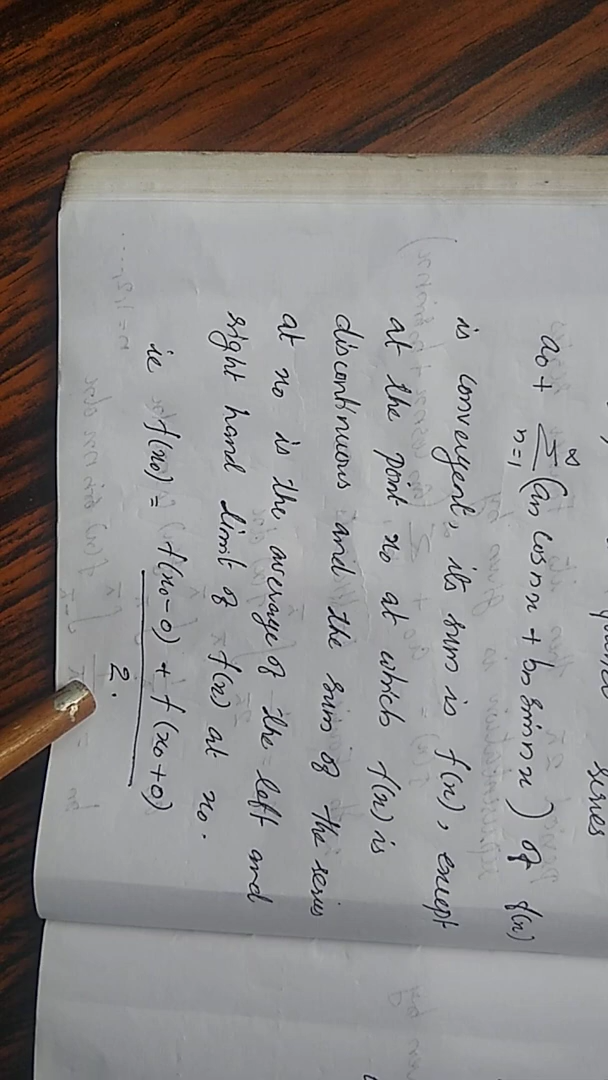 series
a₀ + ∞Σn=1 (an cos nx + bn sin nx) of f(x)
is convergent, its sum is f(x), except
at the point x₀ at which f(x) is
discontinuous and the sum of the series
at x₀ is the average of the left and
right hand limit of f(x) at x₀.
ie f(x₀) = f(x₀-0) + f(x₀+0)
2.